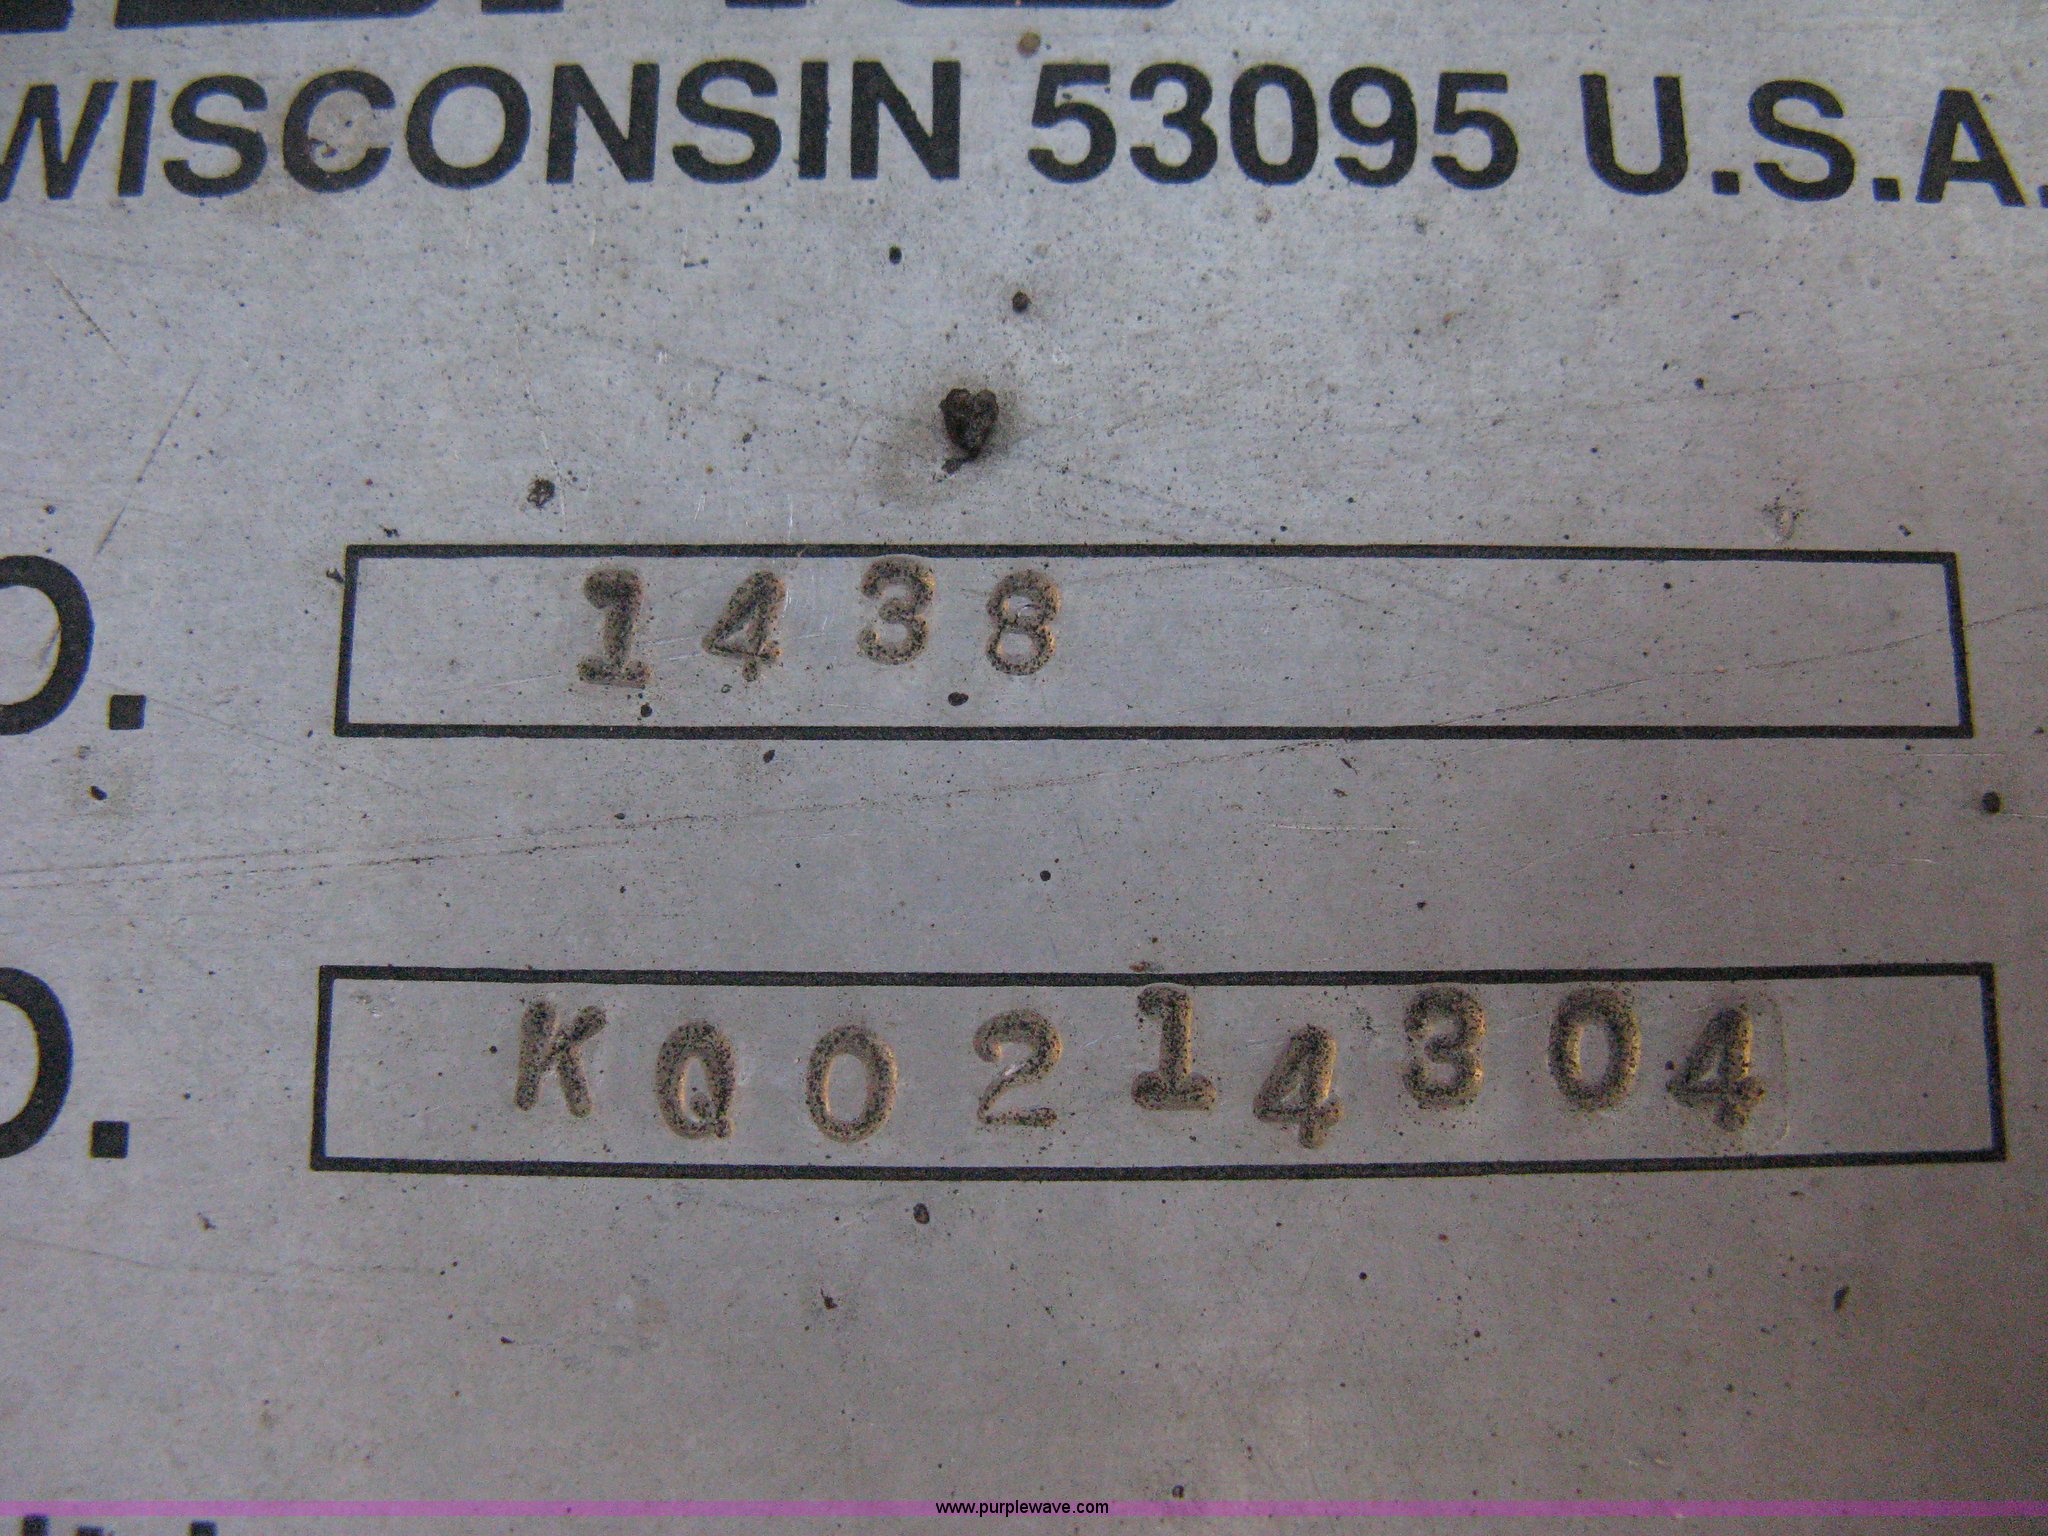 WISCONSIN 53095 U.S.A.
O. 1438
O. KQ0214304
www.purplewave.com